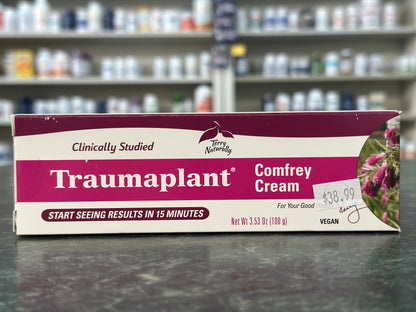 Clinically Studied
Terry
Naturally
Traumaplant®
Comfrey
Cream
$38.99
For Your Good
START SEEING RESULTS IN 15 MINUTES
Net Wt 3.53 Oz (100 g)
VEGAN